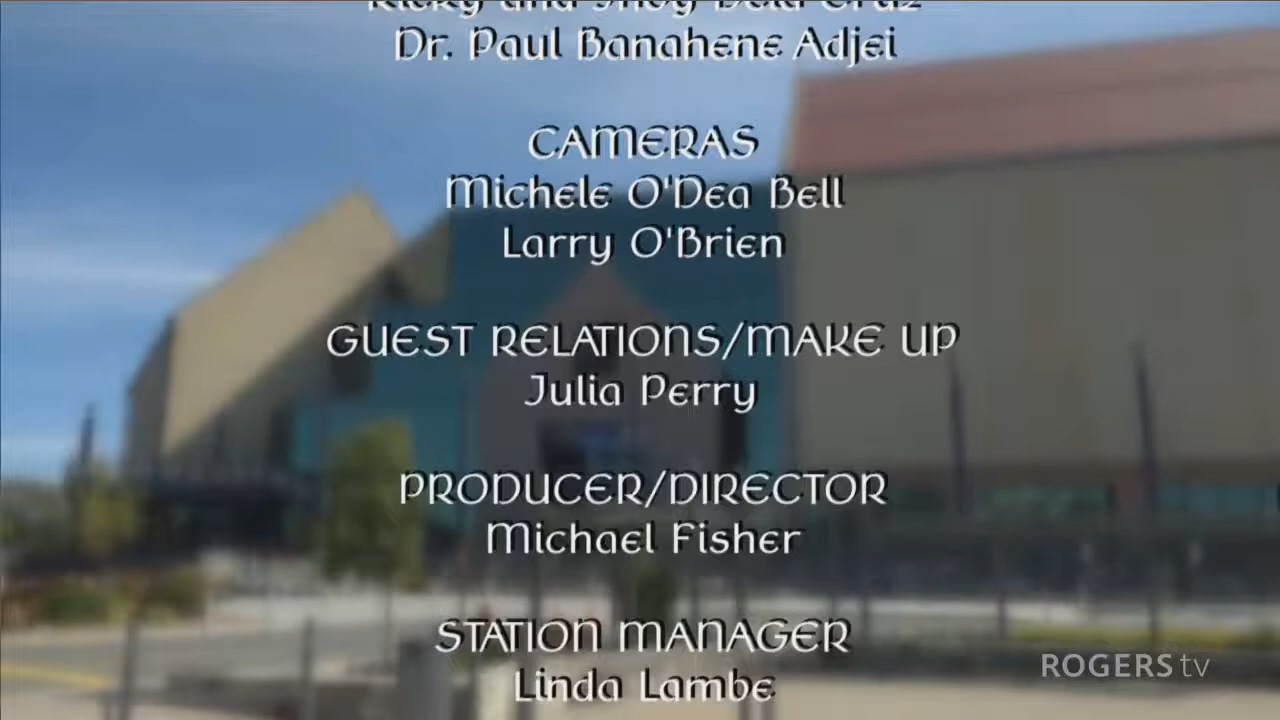 Dr. Paul Banahene Adjei
CAMERAS
Michele O'Dea Bell
Larry O'Brien
GUEST RELATIONS/MAKE UP
Julia Perry
PRODUCER/DIRECTOR
Michael Fisher
STATION MANAGER
Linda Lambe
ROGERS tv